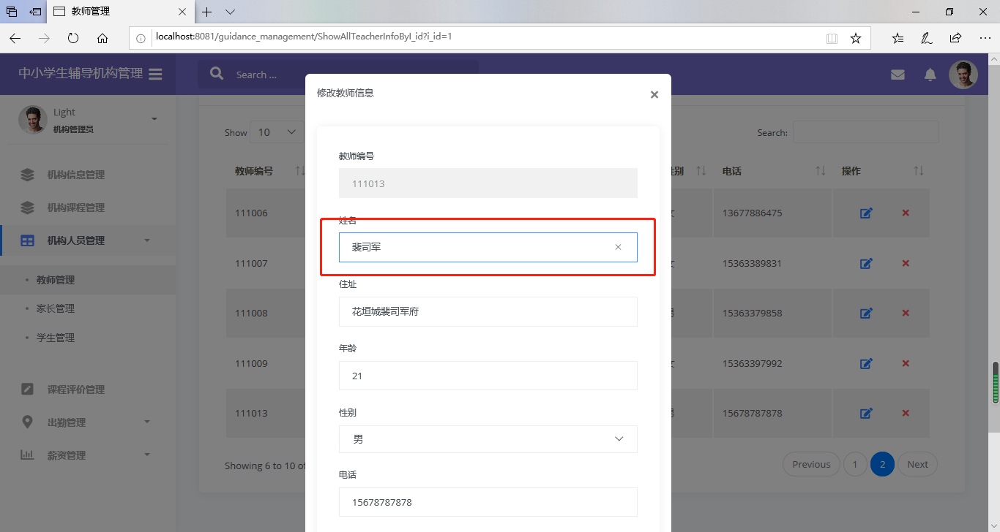 教师管理
localhost:8081/guidance_management/ShowAllTeacherInfoByI_id?i_id=1
中小学生辅导机构管理
Search ...
Light
机构管理员
机构信息管理
机构课程管理
机构人员管理
教师管理
家长管理
学生管理
课程评价管理
出勤管理
薪资管理
Show 10
Search:
教师编号 性别 电话 操作
111006 女 13677886475
111007 女 15363389831
111008 男 15363379858
111009 女 15363397992
111013 男 15678787878
Showing 6 to 10 of
Previous 1 2 Next
修改教师信息
教师编号
111013
姓名
裴司军
住址
花垣城裴司军府
年龄
21
性别
男
电话
15678787878